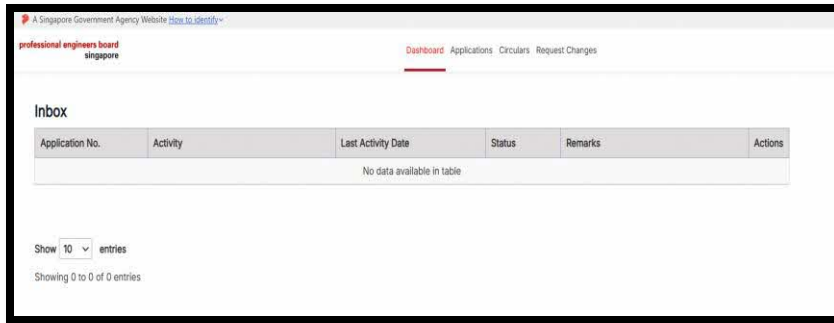 A Singapore Government Agency Website How to identify
professional engineers board
singapore
Dashboard Applications Circulars Request Changes
Inbox
Application No. Activity Last Activity Date Status Remarks Actions
No data available in table
Show 10 entries
Showing 0 to 0 of 0 entries